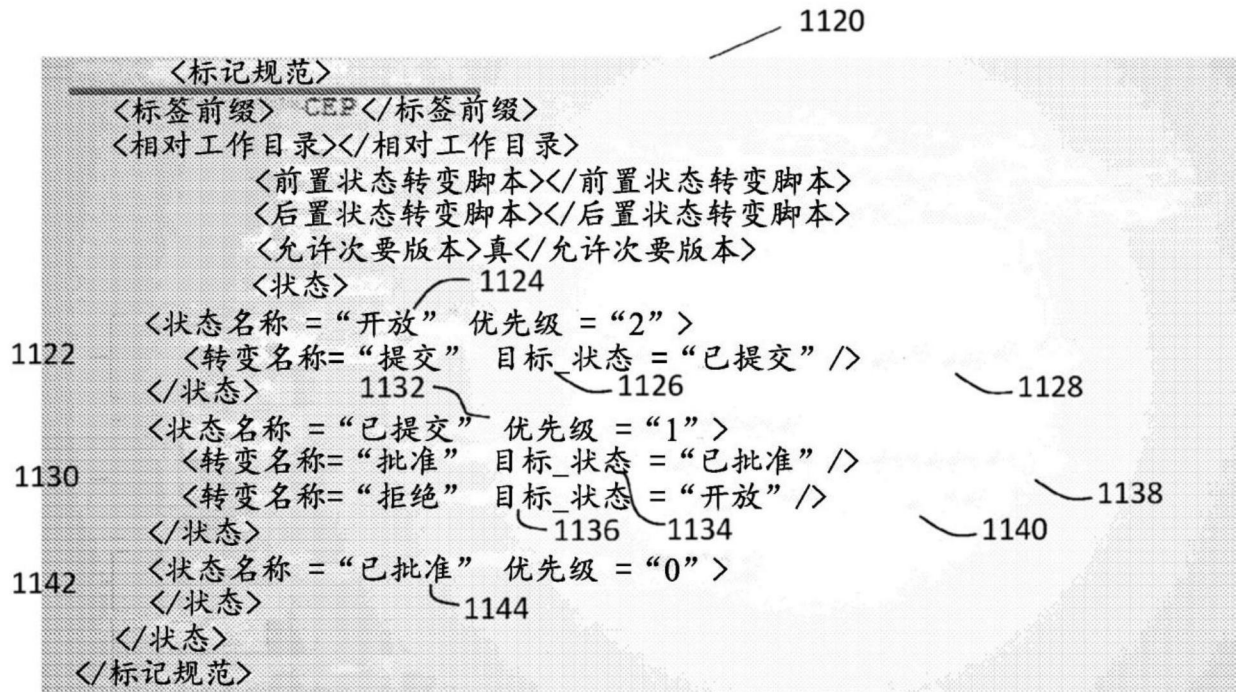 1120
<标记规范>
<标签前缀> CEP</标签前缀>
<相对工作目录></相对工作目录>
<前置状态转变脚本></前置状态转变脚本>
<后置状态转变脚本></后置状态转变脚本>
<允许次要版本>真</允许次要版本>
<状态> 1124
<状态名称 =“开放” 优先级 =“2”>
1122 <转变名称=“提交” 目标_状态 =“已提交”/>
</状态> 1132 1126 1128
<状态名称 =“已提交” 优先级 =“1”>
<转变名称=“批准” 目标_状态 =“已批准”/>
1130 <转变名称=“拒绝” 目标_状态 =“开放”/> 1138
</状态> 1136 1134 1140
<状态名称 =“已批准” 优先级 =“0”>
1142 </状态> 1144
</状态>
</标记规范>